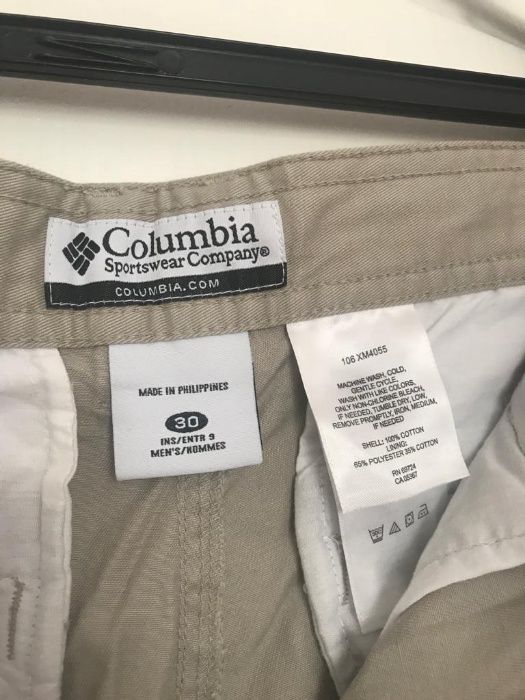 Columbia
Sportswear Company®
COLUMBIA.COM
MADE IN PHILIPPINES
30
INS/ENTR 9
MEN'S/HOMMES
106 XM4055
MACHINE WASH, COLD,
GENTLE CYCLE,
WASH WITH LIKE COLORS,
ONLY NON-CHLORINE BLEACH,
IF NEEDED, TUMBLE DRY, LOW,
REMOVE PROMPTLY, IRON, MEDIUM,
IF NEEDED
SHELL: 100% COTTON
LINING:
65% POLYESTER 35% COTTON
RN 69724
CA 05367